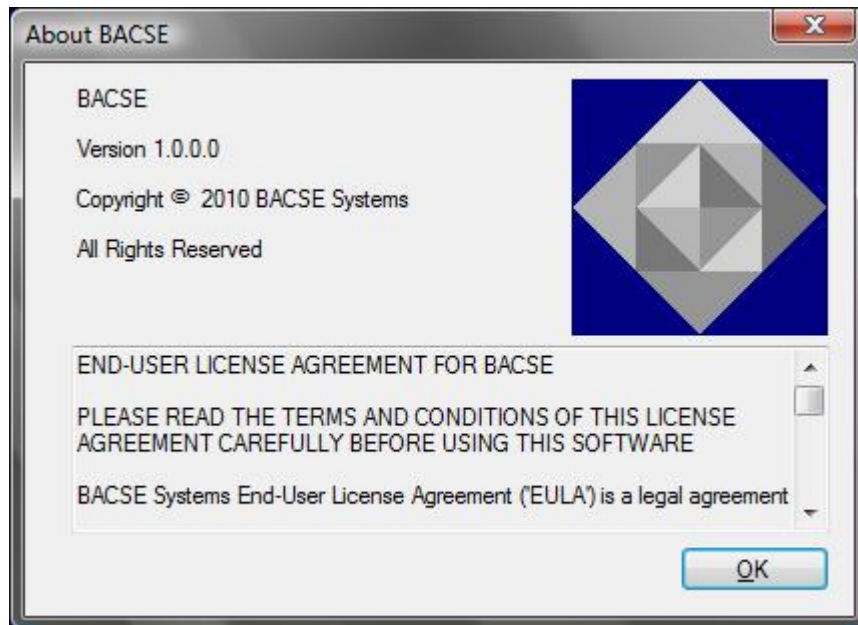 About BACSE
BACSE
Version 1.0.0.0
Copyright © 2010 BACSE Systems
All Rights Reserved
END-USER LICENSE AGREEMENT FOR BACSE
PLEASE READ THE TERMS AND CONDITIONS OF THIS LICENSE
AGREEMENT CAREFULLY BEFORE USING THIS SOFTWARE
BACSE Systems End-User License Agreement ('EULA') is a legal agreement
OK